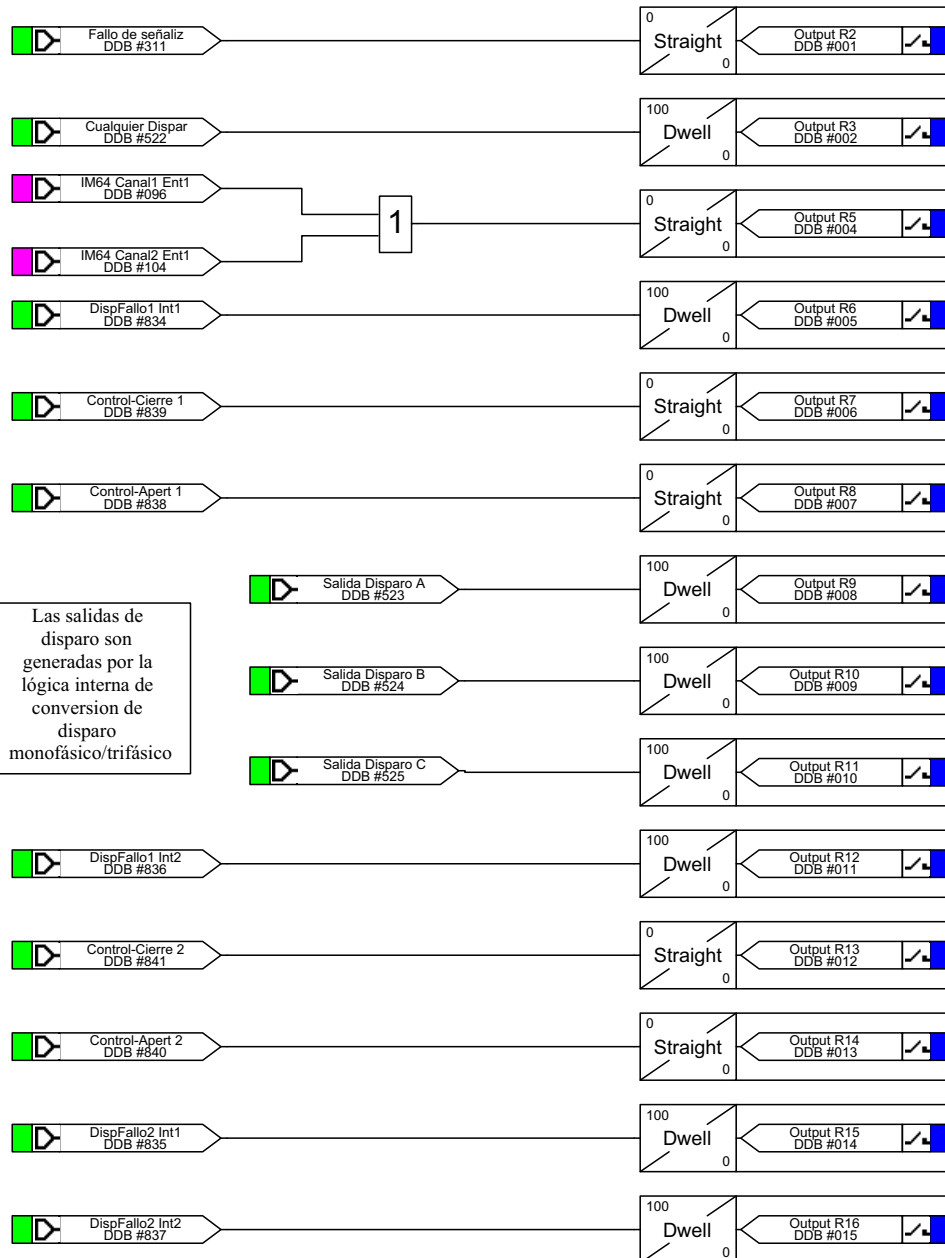 Fallo de señaliz
DDB #311
0
Straight
0
Output R2
DDB #001
Cualquier Dispar
DDB #522
100
Dwell
0
Output R3
DDB #002
IM64 Canal1 Ent1
DDB #096
IM64 Canal2 Ent1
DDB #104
1
0
Straight
0
Output R5
DDB #004
DispFallo1 Int1
DDB #834
100
Dwell
0
Output R6
DDB #005
Control-Cierre 1
DDB #839
0
Straight
0
Output R7
DDB #006
Control-Apert 1
DDB #838
0
Straight
0
Output R8
DDB #007
Las salidas de
disparo son
generadas por la
lógica interna de
conversion de
disparo
monofásico/trifásico
Salida Disparo A
DDB #523
100
Dwell
0
Output R9
DDB #008
Salida Disparo B
DDB #524
100
Dwell
0
Output R10
DDB #009
Salida Disparo C
DDB #525
100
Dwell
0
Output R11
DDB #010
DispFallo1 Int2
DDB #836
100
Dwell
0
Output R12
DDB #011
Control-Cierre 2
DDB #841
0
Straight
0
Output R13
DDB #012
Control-Apert 2
DDB #840
0
Straight
0
Output R14
DDB #013
DispFallo2 Int1
DDB #835
100
Dwell
0
Output R15
DDB #014
DispFallo2 Int2
DDB #837
100
Dwell
0
Output R16
DDB #015